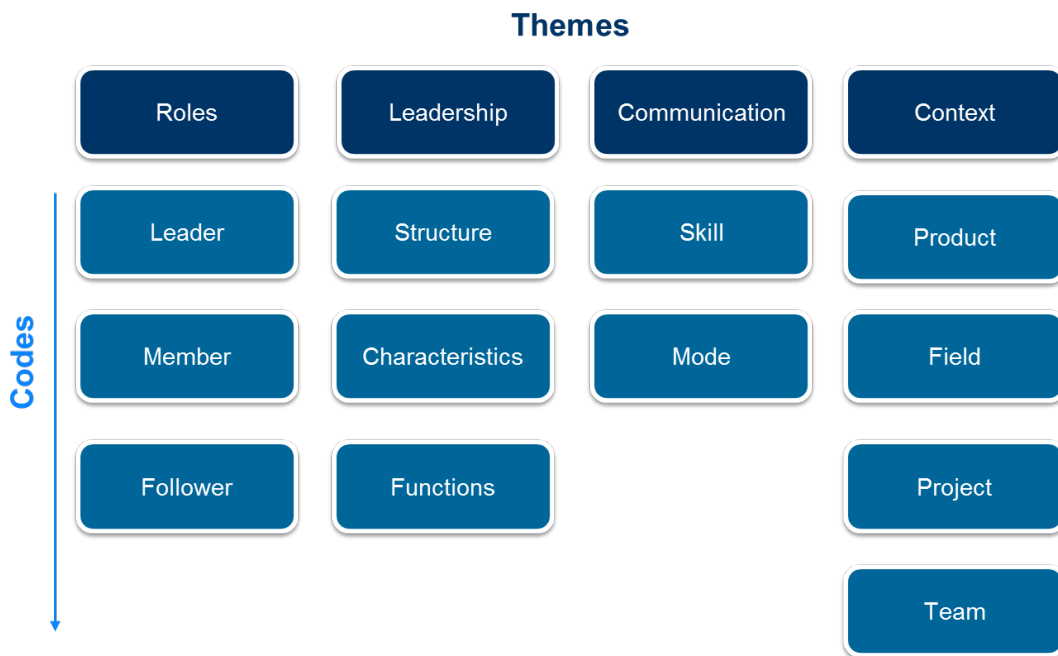 Themes
Roles
Leadership
Communication
Context
Codes
Leader
Structure
Skill
Product
Member
Characteristics
Mode
Field
Follower
Functions
Project
Team